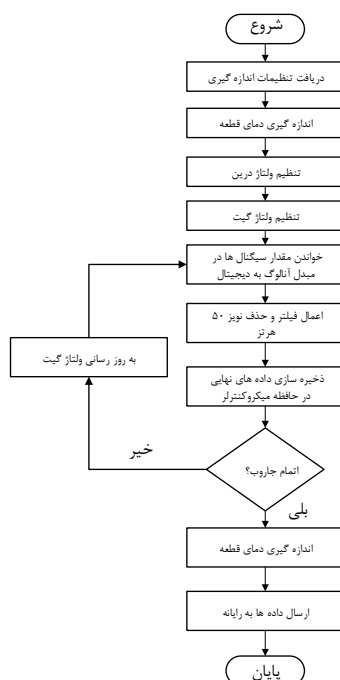 شروع
دریافت تنظیمات اندازه گیری
اندازه گیری دمای قطعه
تنظیم ولتاژ درین
تنظیم ولتاژ گیت
خواندن مقدار سیگنال ها در
مبدل آنالوگ به دیجیتال
اعمال فیلتر و حذف نویز ۵۰
هرتز
به روز رسانی ولتاژ گیت
ذخیره سازی داده های نهایی
در حافظه میکروکنترلر
خیر
اتمام جاروب؟
بلی
اندازه گیری دمای قطعه
ارسال داده ها به رایانه
پایان